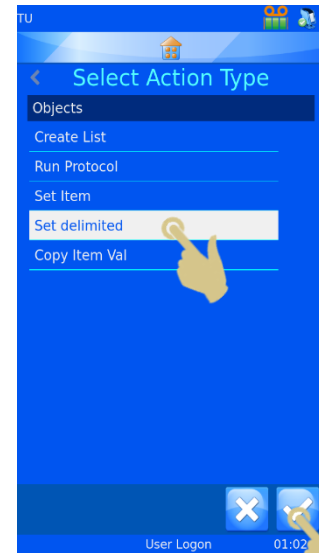 TU
Select Action Type
Objects
Create List
Run Protocol
Set Item
Set delimited
Copy Item Val
User Logon 01:02